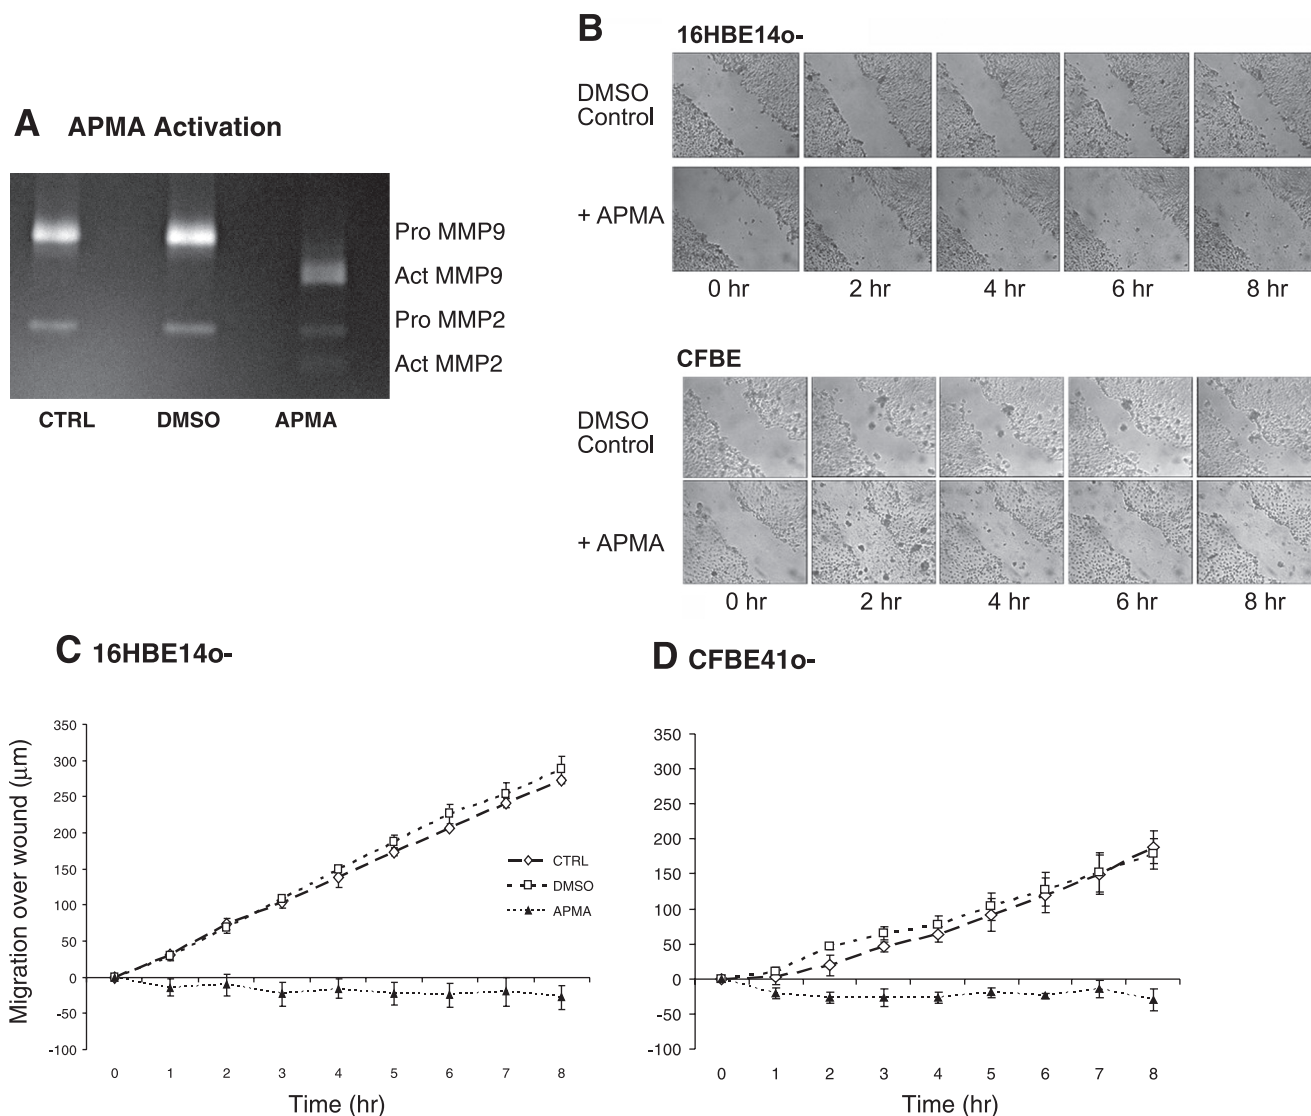 A APMA Activation
Pro MMP9
Act MMP9
Pro MMP2
Act MMP2
CTRL DMSO APMA
B 16HBE14o-
DMSO
Control
+ APMA
0 hr 2 hr 4 hr 6 hr 8 hr
CFBE
DMSO
Control
+ APMA
0 hr 2 hr 4 hr 6 hr 8 hr
C 16HBE14o-
Migration over wound (μm)
350
300
250
200
150
100
50
0
-50
-100
CTRL
DMSO
APMA
0 1 2 3 4 5 6 7 8
Time (hr)
D CFBE41o-
350
300
250
200
150
100
50
0
-50
-100
0 1 2 3 4 5 6 7 8
Time (hr)